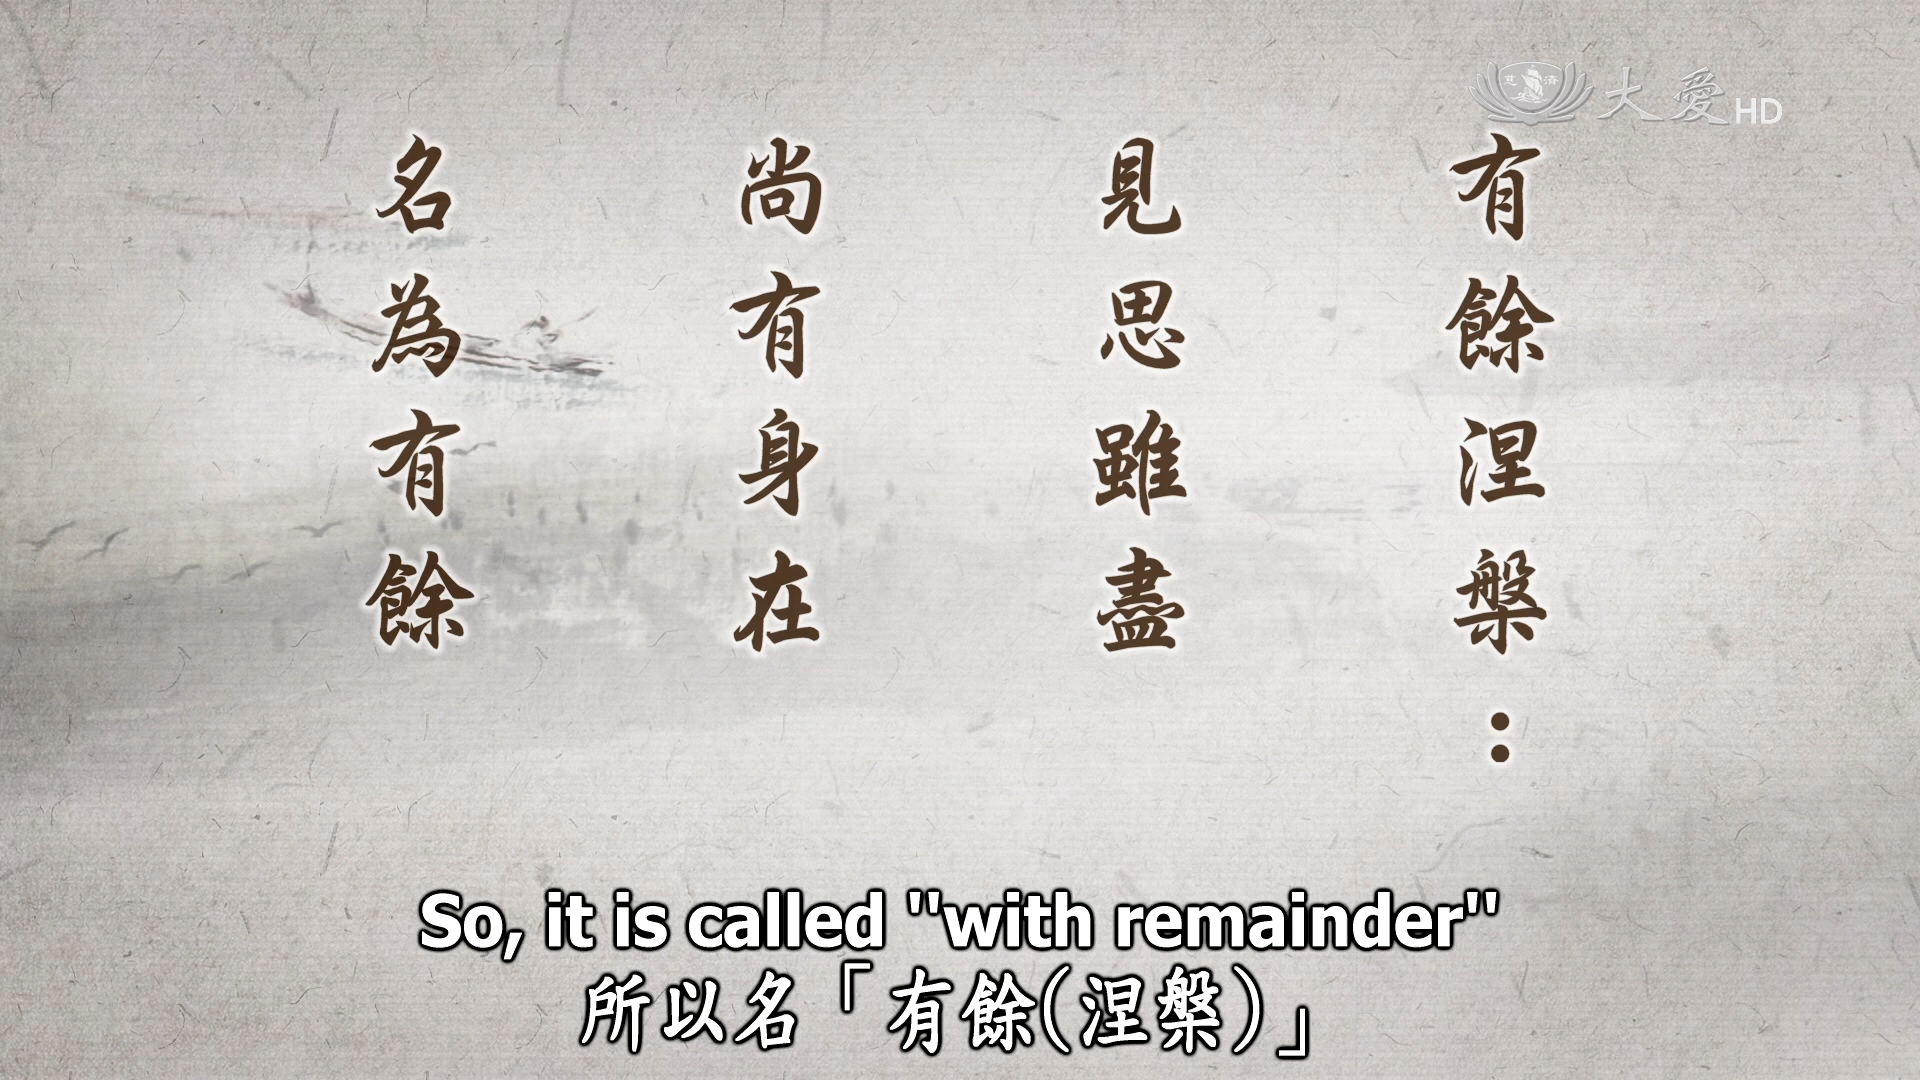 大愛HD
有餘涅槃：
見思雖盡
尚有身在
名為有餘
So, it is called "with remainder"
所以名「有餘(涅槃)」